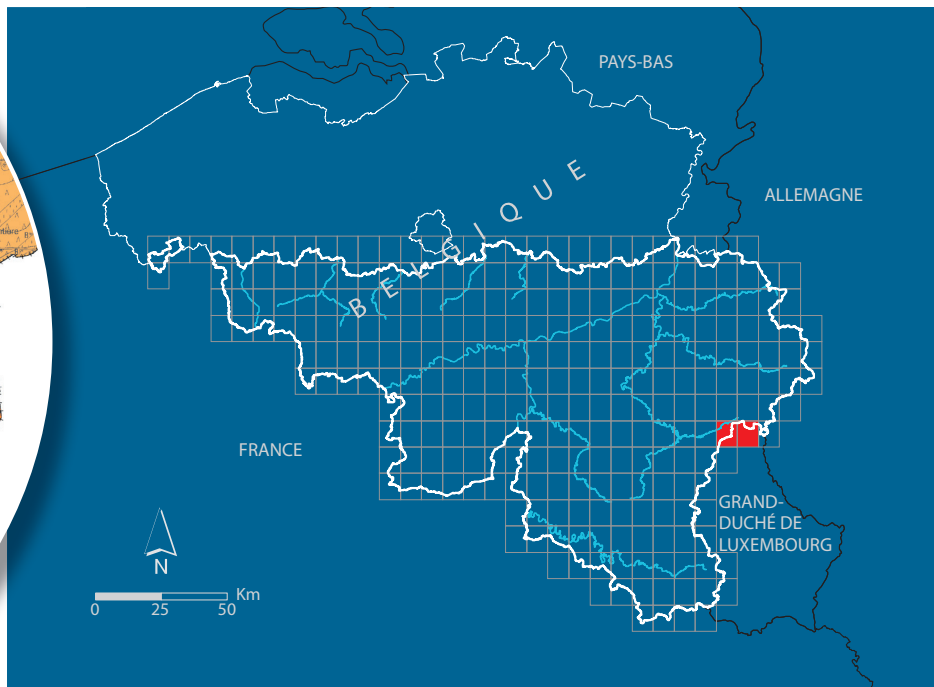 PAYS-BAS
ALLEMAGNE
BELGIQUE
FRANCE
GRAND-
DUCHÉ DE
LUXEMBOURG
N
Km
0 25 50